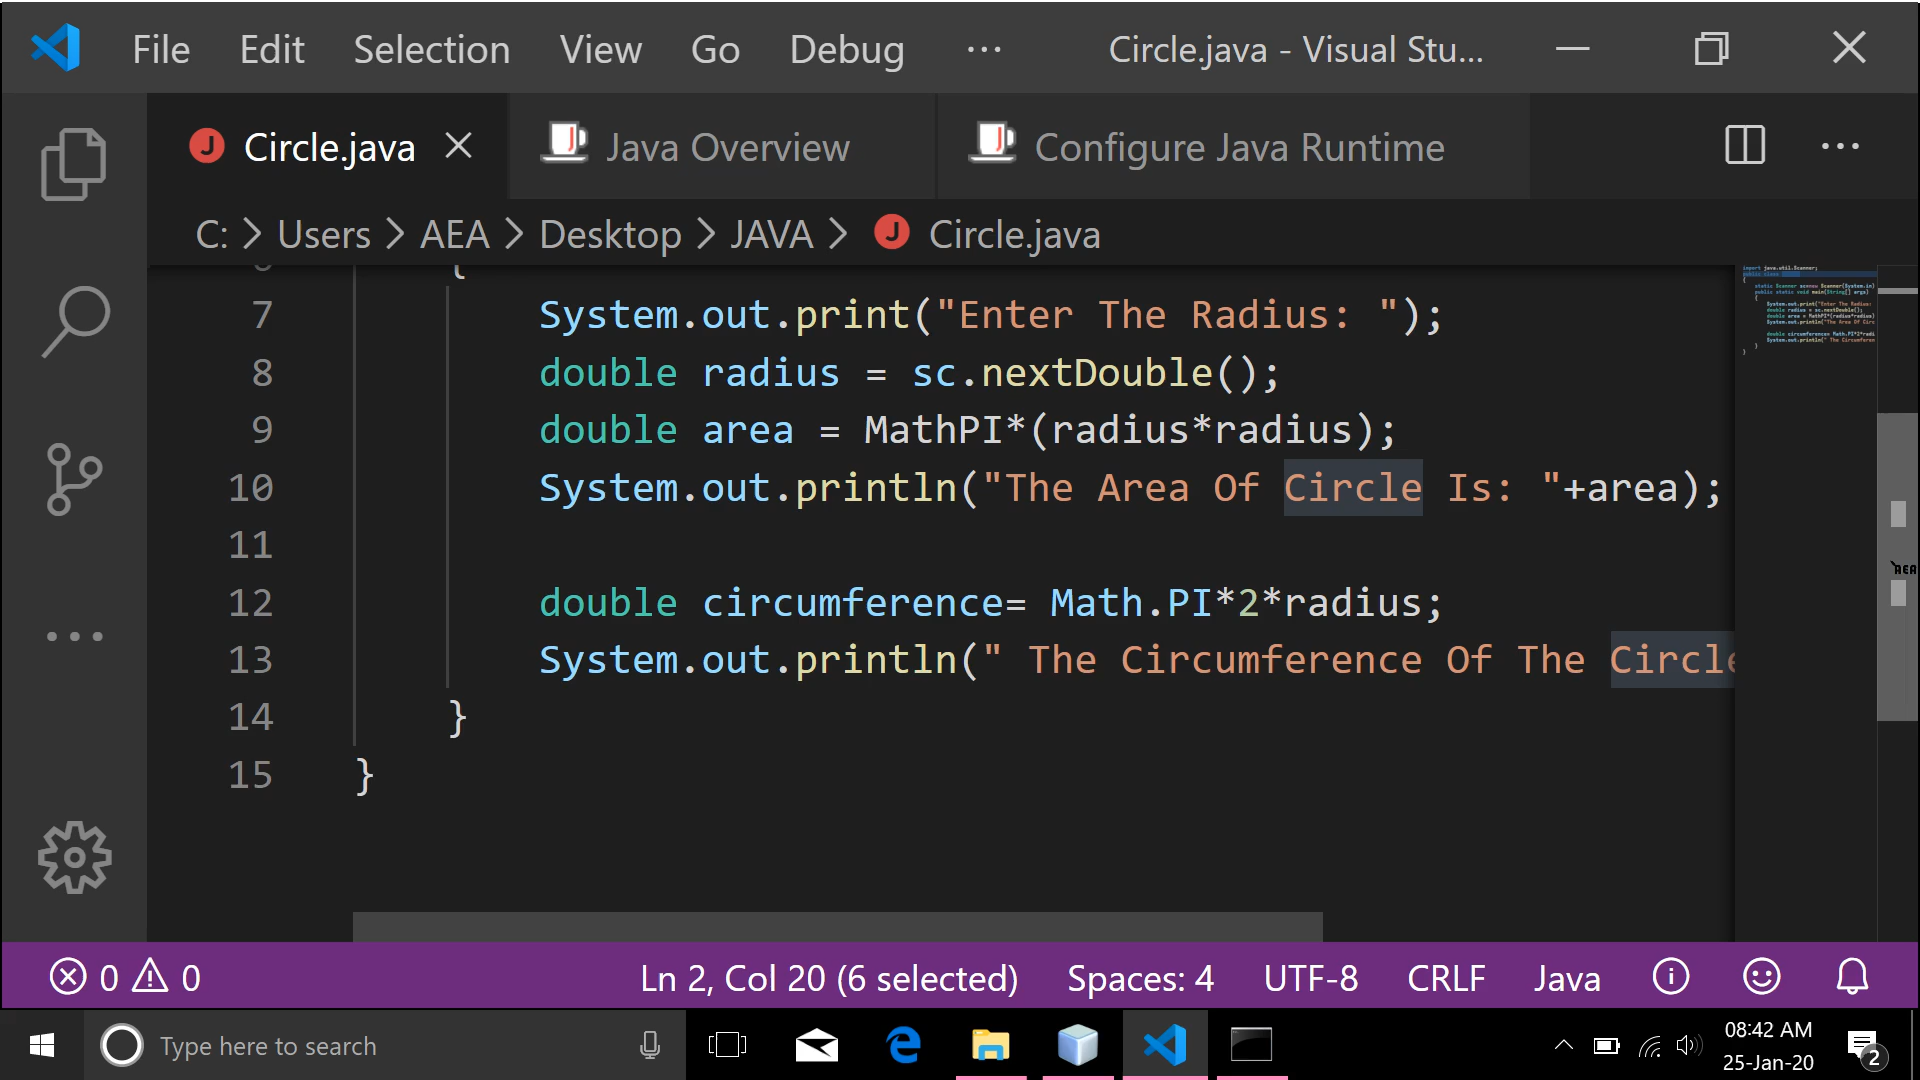 File Edit Selection View Go Debug ··· Circle.java - Visual Stu...
Circle.java Java Overview Configure Java Runtime
C: > Users > AEA > Desktop > JAVA > Circle.java
{
7 System.out.print("Enter The Radius: ");
8 double radius = sc.nextDouble();
9 double area = MathPI*(radius*radius);
10 System.out.println("The Area Of Circle Is: "+area);
11
12 double circumference= Math.PI*2*radius;
13 System.out.println(" The Circumference Of The Circle
14 }
15 }
AEA
0 0 Ln 2, Col 20 (6 selected) Spaces: 4 UTF-8 CRLF Java
Type here to search
08:42 AM
25-Jan-20
2